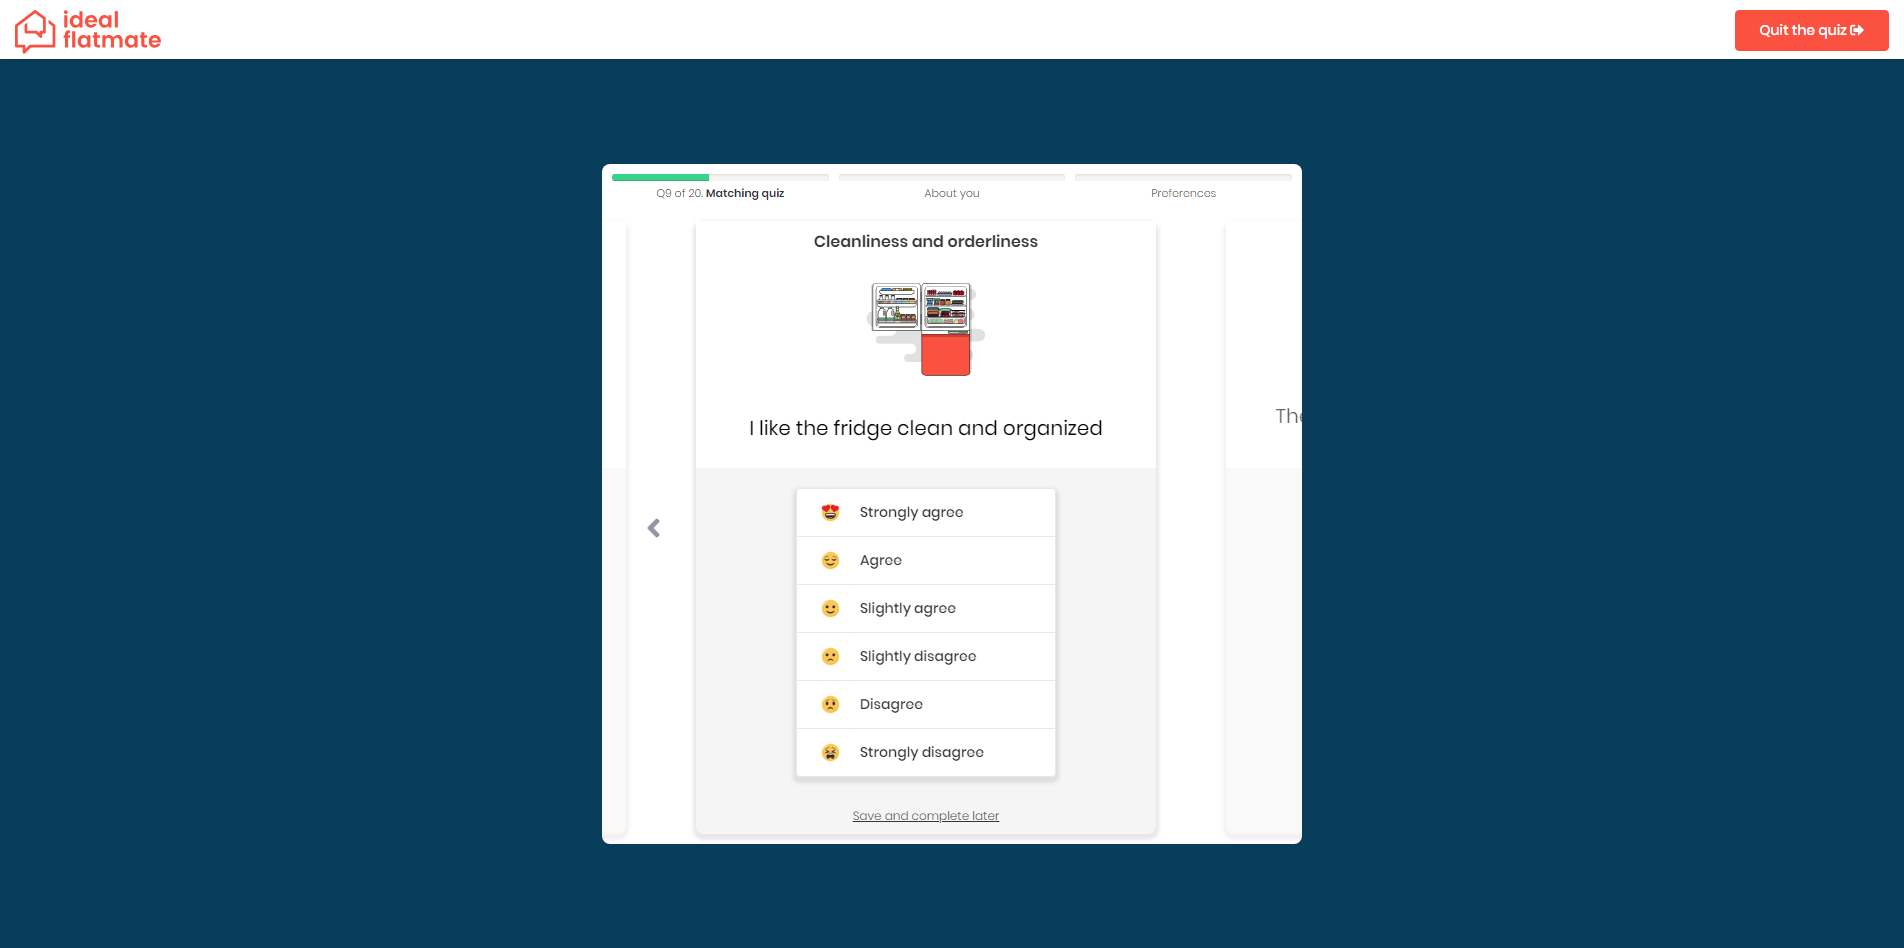 ideal
flatmate
Quit the quiz
Q9 of 20. Matching quiz
About you
Preferences
Cleanliness and orderliness
I like the fridge clean and organized
The
Strongly agree
Agree
Slightly agree
Slightly disagree
Disagree
Strongly disagree
Save and complete later